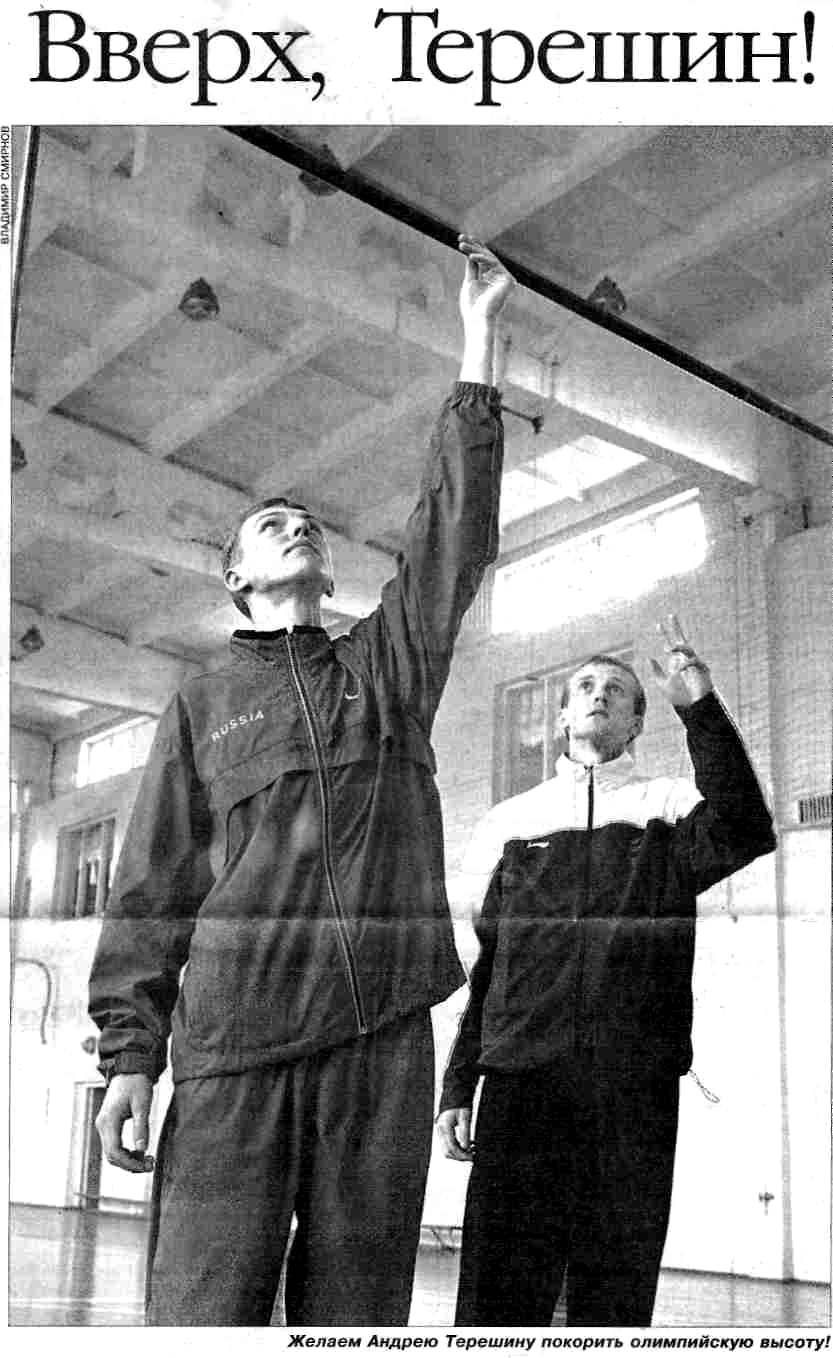 Вверх, Терешин!
ВЛАДИМИР СМИРНОВ
RUSSIA
Желаем Андрею Терешину покорить олимпийскую высоту!